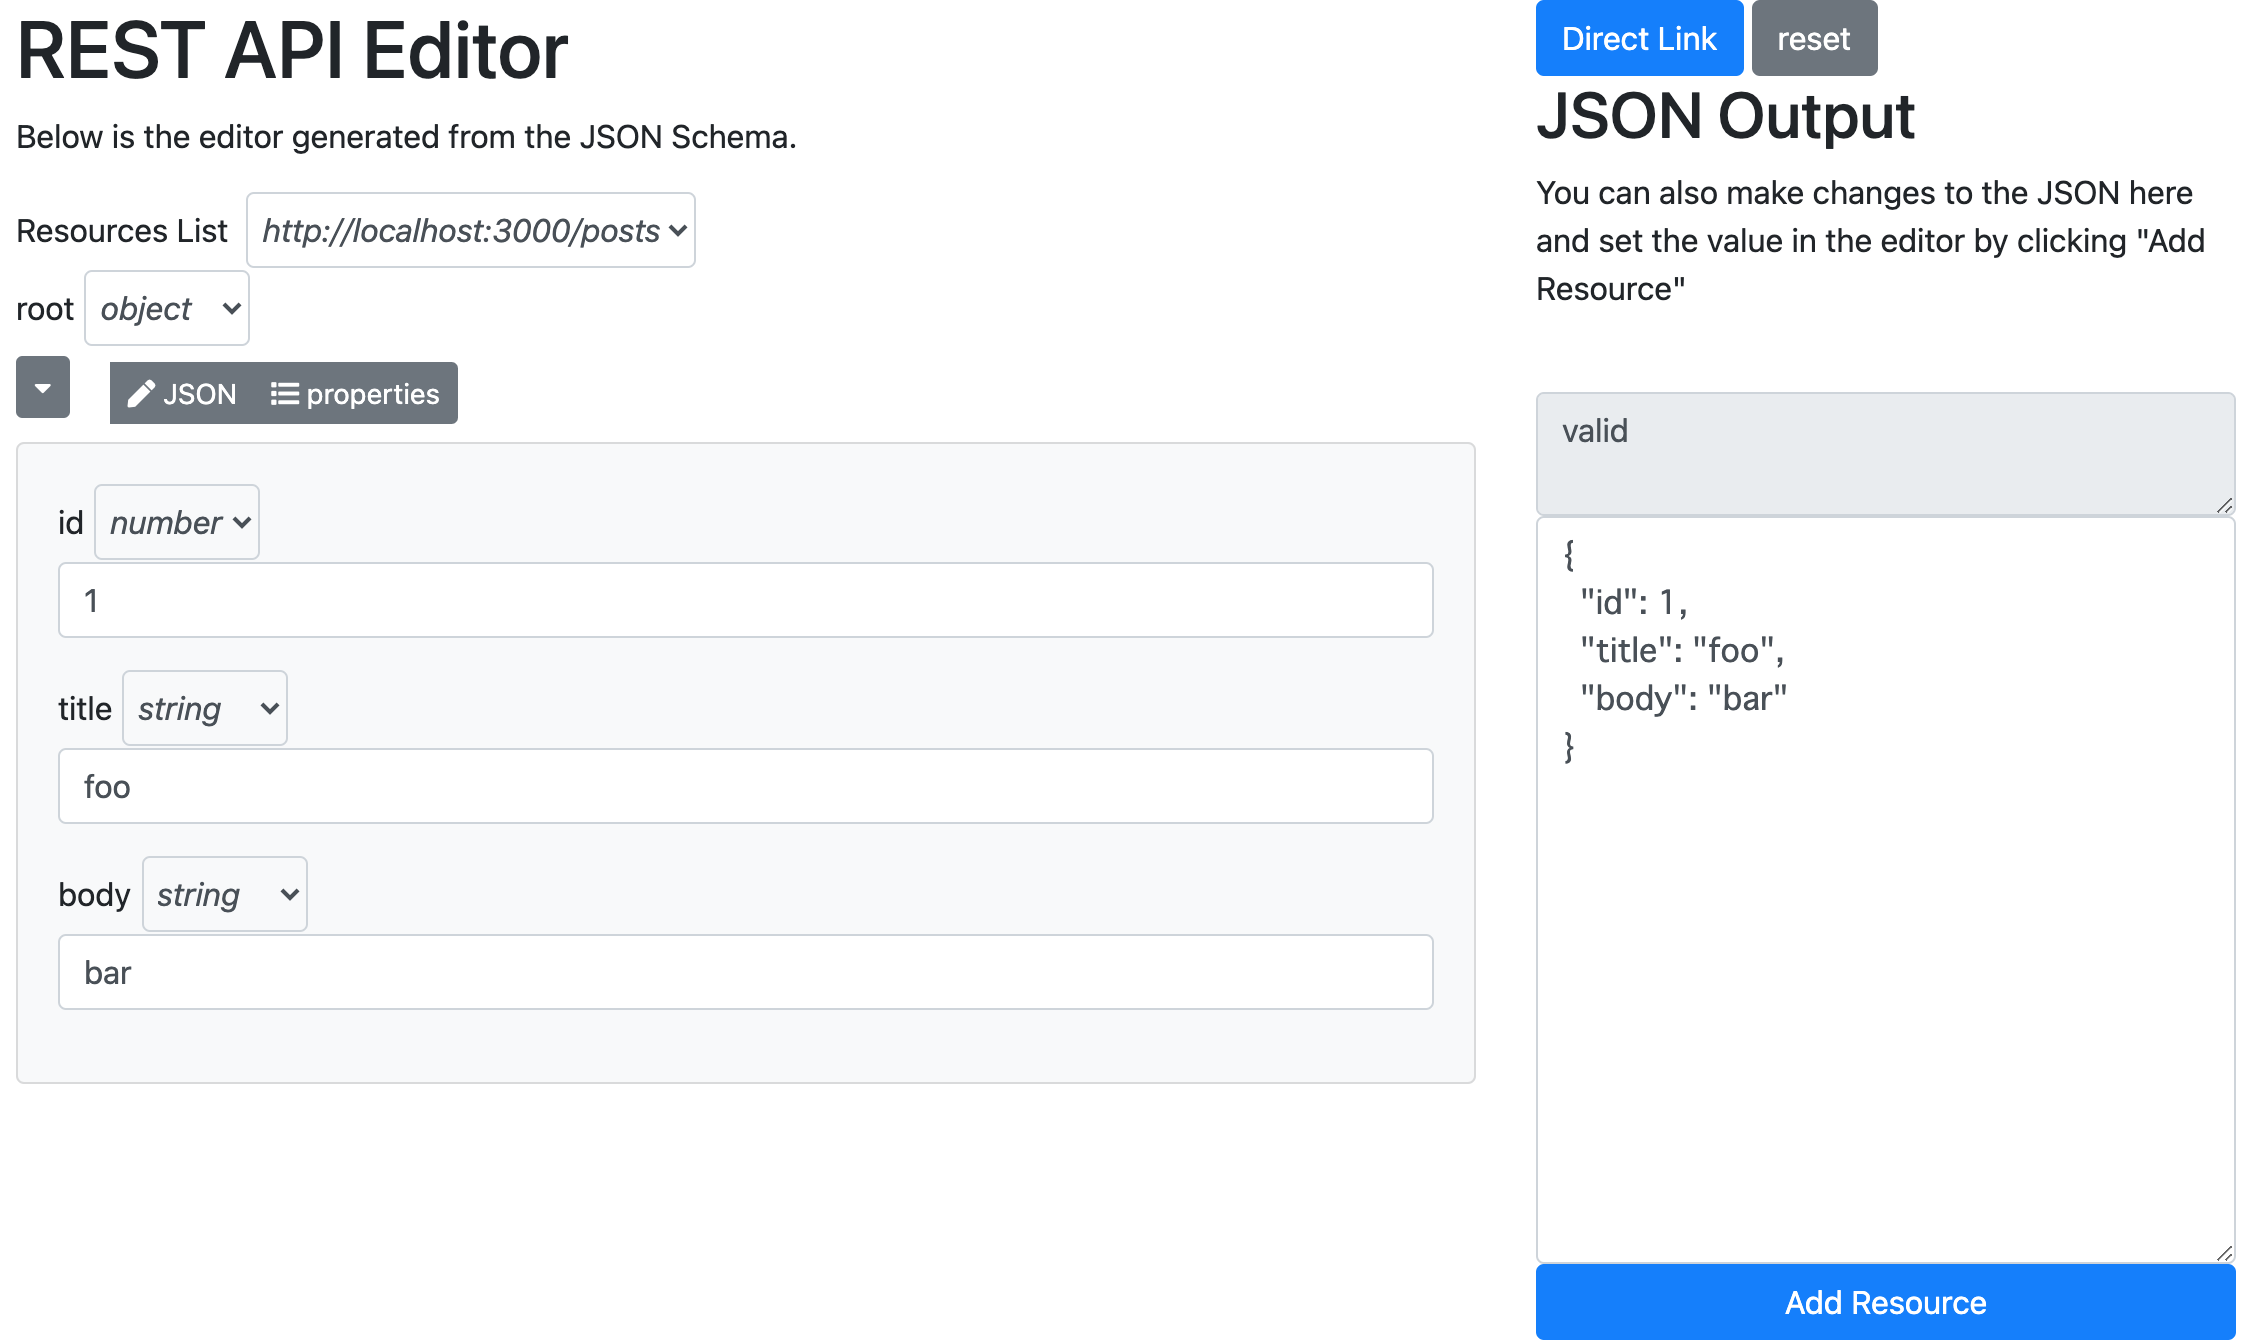 REST API Editor
Below is the editor generated from the JSON Schema.
Resources List http://localhost:3000/posts
root object
JSON properties
id number
1
title string
foo
body string
bar
Direct Link reset
JSON Output
You can also make changes to the JSON here
and set the value in the editor by clicking "Add
Resource"
valid
{
  "id": 1,
  "title": "foo",
  "body": "bar"
}
Add Resource